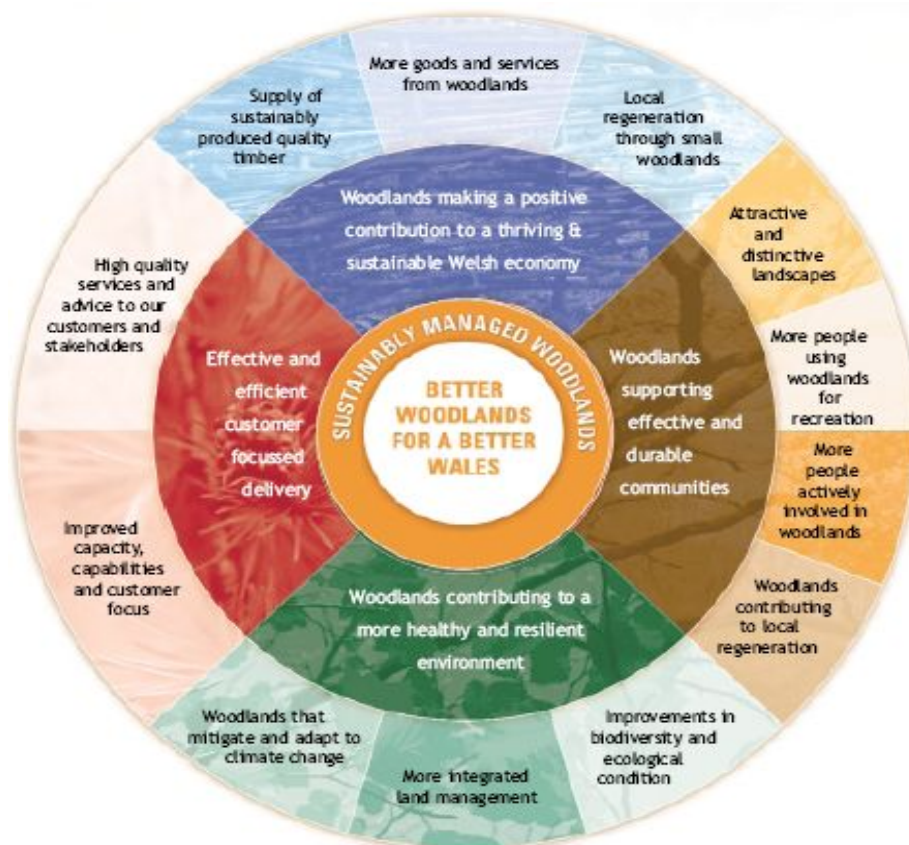 More goods and services
from woodlands
Supply of
sustainably
produced quality
timber
Local
regeneration
through small
woodlands
Woodlands making a positive
contribution to a thriving &
sustainable Welsh economy
Attractive
and
distinctive
landscapes
High quality
services and
advice to our
customers and
stakeholders
Effective and
efficient
customer
focussed
delivery
SUSTAINABLY MANAGED WOODLANDS
BETTER
WOODLANDS
FOR A BETTER
WALES
Woodlands
supporting
effective and
durable
communities
More people
using
woodlands
for
recreation
More
people
actively
involved in
woodlands
Improved
capacity,
capabilities
and customer
focus
Woodlands
contributing
to local
regeneration
Woodlands contributing to a
more healthy and resilient
environment
Woodlands that
mitigate and adapt to
climate change
More integrated
land management
Improvements in
biodiversity and
ecological
condition